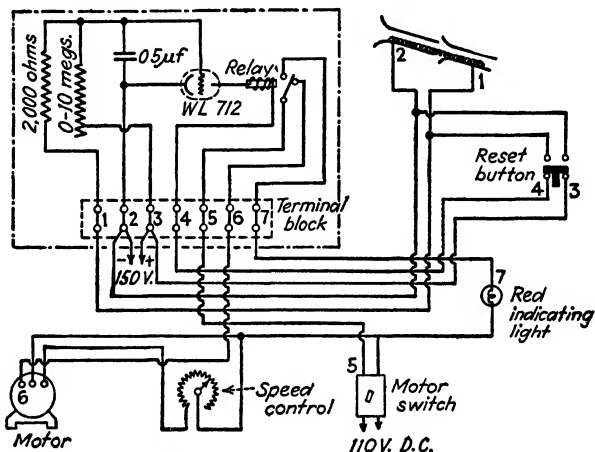 2,000 ohms
0-10 megs.
05μf
Relay
WL 712
2
1
Reset
button
4 3
1 2 3 4 5 6 7
Terminal
block
- +
150 V.
7
Red
indicating
light
5
Motor
switch
Speed
control
6
Motor
110 V. D.C.